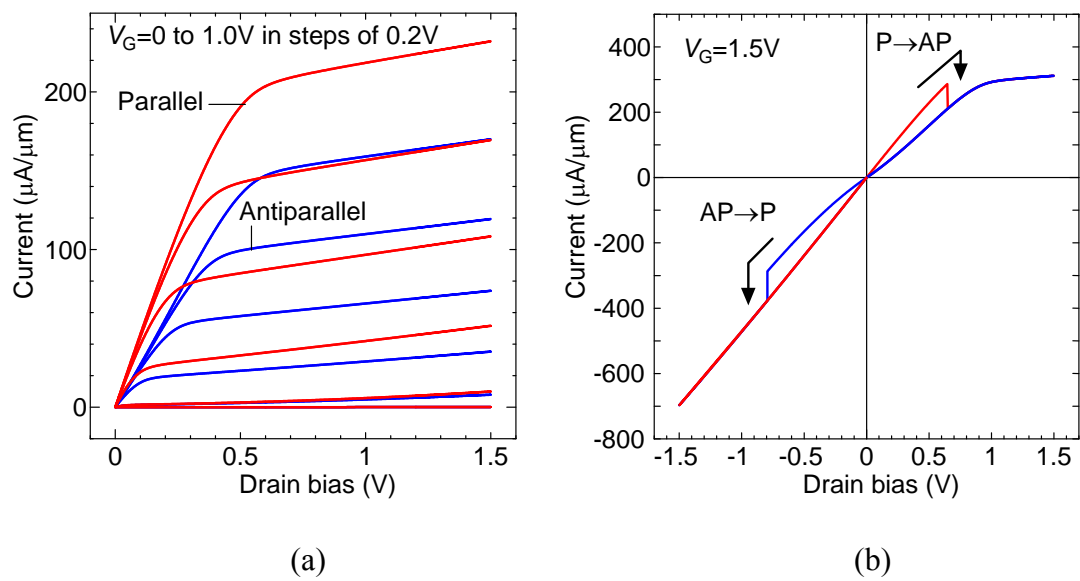 V_G=0 to 1.0V in steps of 0.2V
Parallel
Antiparallel
200
100
0
Current (μA/μm)
0
0.5
1
1.5
Drain bias (V)
(a)
V_G=1.5V
P→AP
AP→P
400
200
0
-200
-400
-600
-800
Current (μA/μm)
-1.5
-1
-0.5
0
0.5
1
1.5
Drain bias (V)
(b)